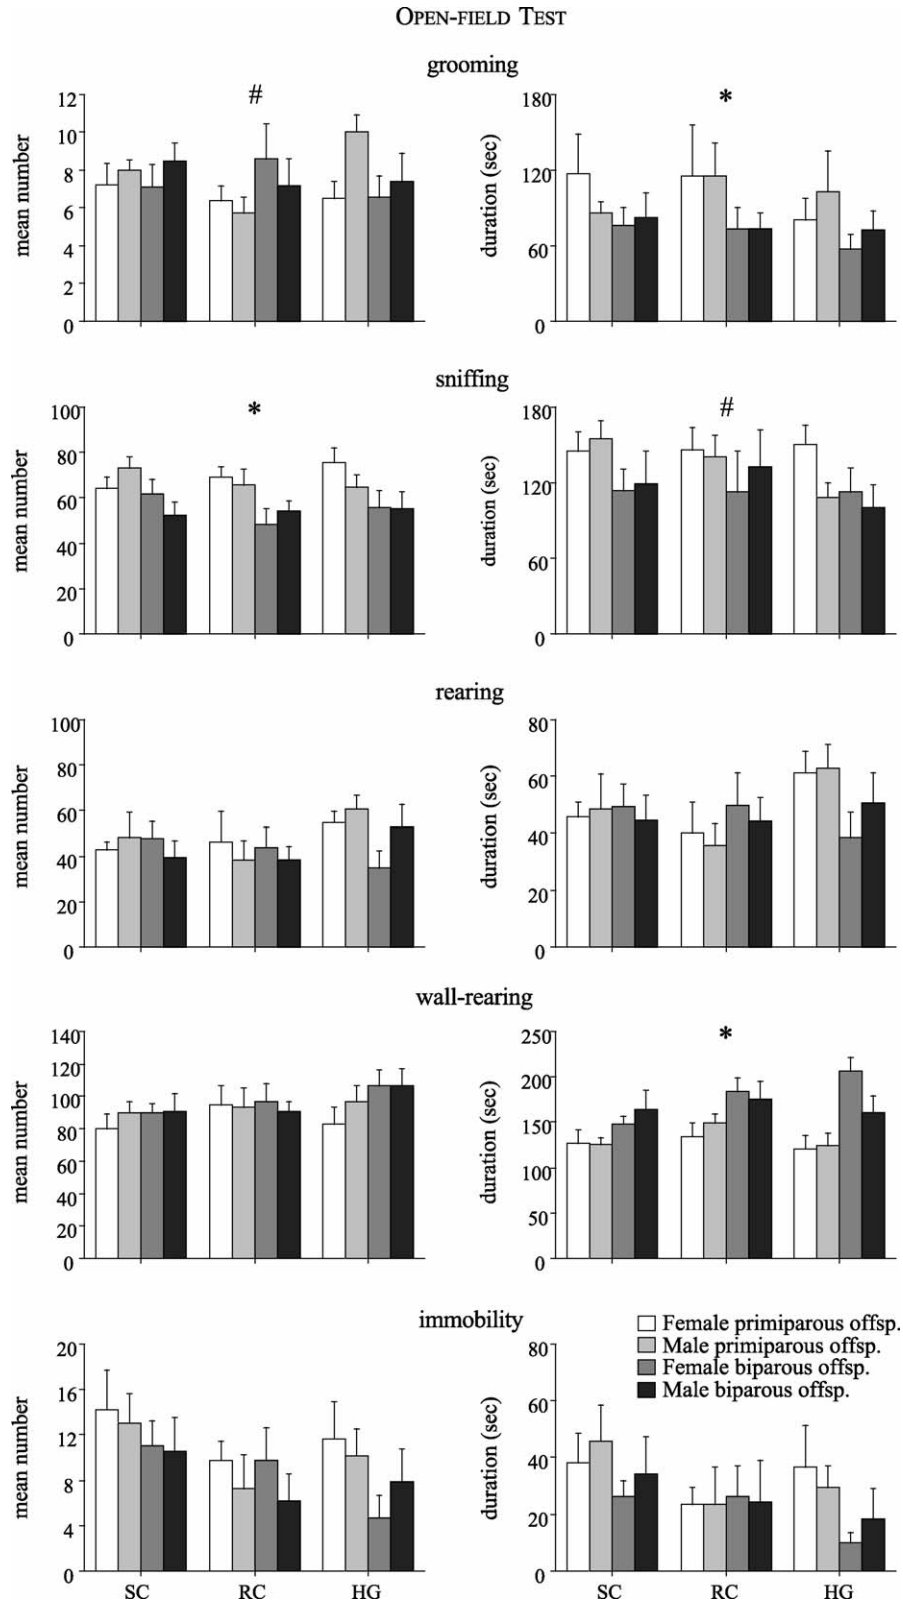 OPEN-FIELD TEST
grooming
mean number
12
10
8
6
4
2
0
#
duration (sec)
180
120
60
0
*
sniffing
mean number
100
80
60
40
20
0
*
duration (sec)
180
120
60
0
#
rearing
mean number
100
80
60
40
20
0
duration (sec)
80
60
40
20
0
wall-rearing
mean number
140
120
100
80
60
40
20
0
duration (sec)
250
200
150
100
50
0
*
immobility
mean number
20
16
12
8
4
0
SC RC HG
duration (sec)
80
60
40
20
0
SC RC HG
Female primiparous offsp.
Male primiparous offsp.
Female biparous offsp.
Male biparous offsp.